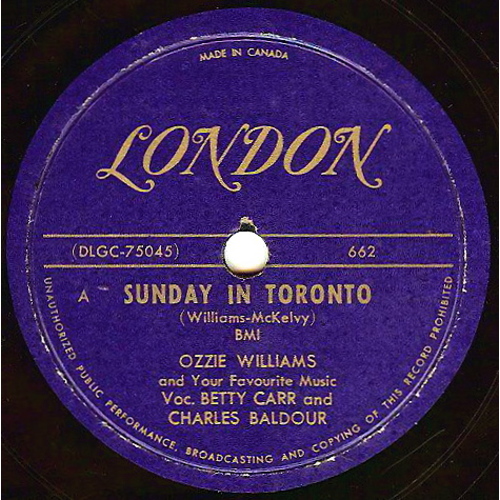 MADE IN CANADA
LONDON
(DLGC-75045) 662
A SUNDAY IN TORONTO
(Williams-McKelvy)
BMI
OZZIE WILLIAMS
and Your Favourite Music
Voc. BETTY CARR and
CHARLES BALDOUR
UNAUTHORIZED PUBLIC PERFORMANCE, BROADCASTING AND COPYING OF THIS RECORD PROHIBITED